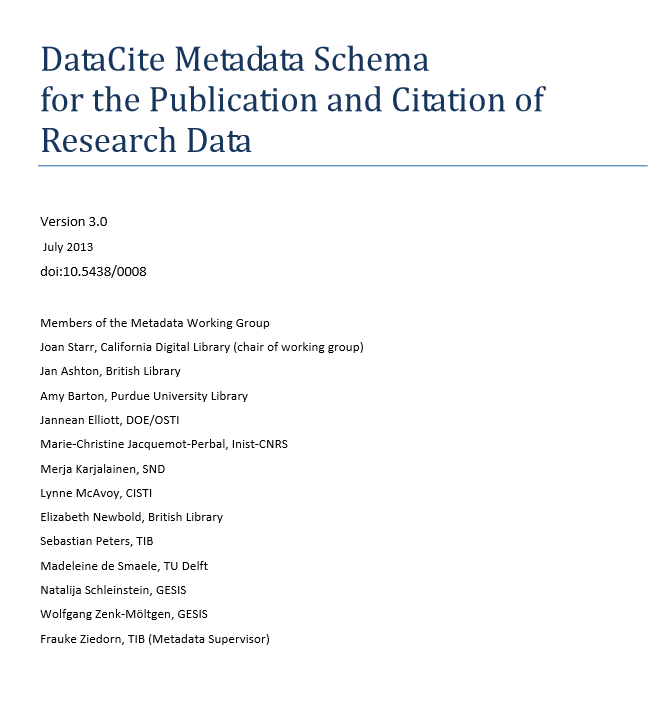 DataCite Metadata Schema
for the Publication and Citation of
Research Data
Version 3.0
July 2013
doi:10.5438/0008
Members of the Metadata Working Group
Joan Starr, California Digital Library (chair of working group)
Jan Ashton, British Library
Amy Barton, Purdue University Library
Jannean Elliott, DOE/OSTI
Marie-Christine Jacquemot-Perbal, Inist-CNRS
Merja Karjalainen, SND
Lynne McAvoy, CISTI
Elizabeth Newbold, British Library
Sebastian Peters, TIB
Madeleine de Smaele, TU Delft
Natalija Schleinstein, GESIS
Wolfgang Zenk-Möltgen, GESIS
Frauke Ziedorn, TIB (Metadata Supervisor)